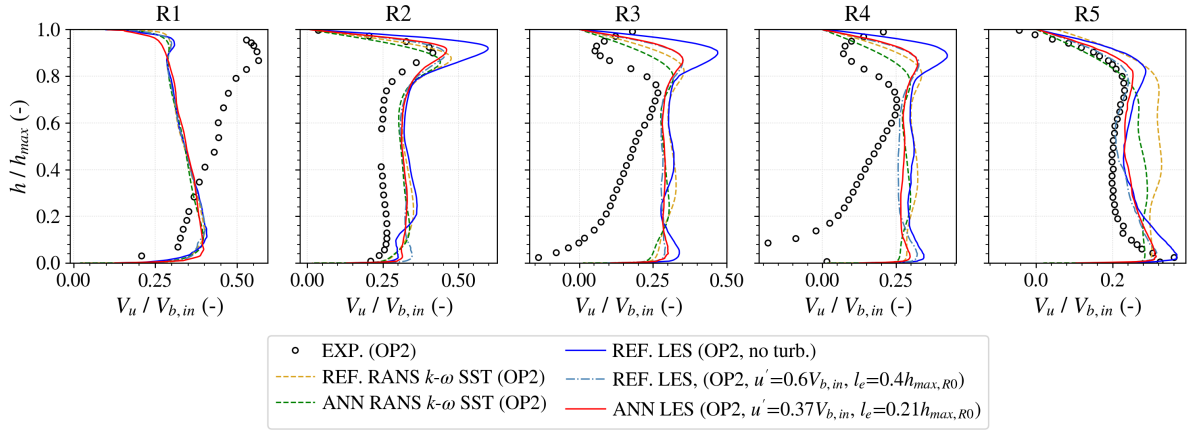 R1 R2 R3 R4 R5
1.0
0.8
0.6
0.4
0.2
0.0
h / h_max (-)
0.00 0.25 0.50 0.00 0.25 0.50 0.00 0.25 0.50 0.00 0.25 0.0 0.2
V_u / V_b,in (-) V_u / V_b,in (-) V_u / V_b,in (-) V_u / V_b,in (-) V_u / V_b,in (-)
EXP. (OP2)
REF. RANS k-ω SST (OP2)
ANN RANS k-ω SST (OP2)
REF. LES (OP2, no turb.)
REF. LES, (OP2, u′=0.6V_b,in, l_e=0.4h_max,R0)
ANN LES (OP2, u′=0.37V_b,in, l_e=0.21h_max,R0)